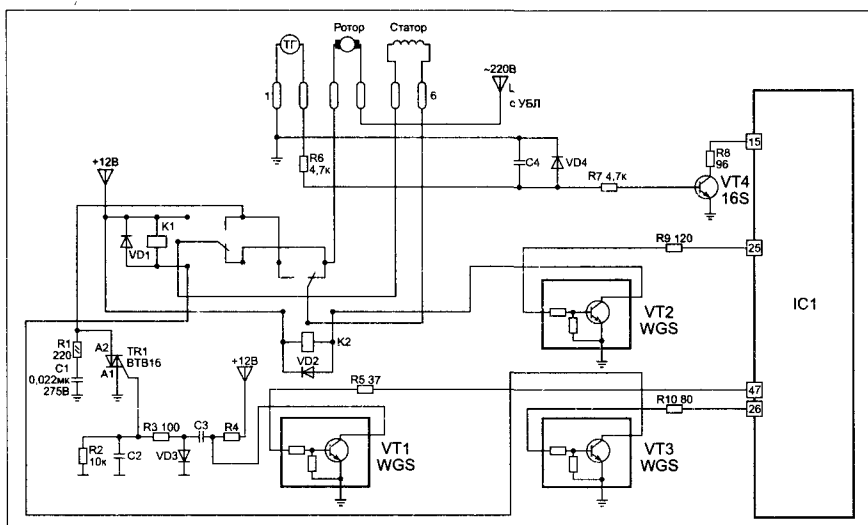 ТГ
Ротор
Статор
1
6
~220В
L
с УБЛ
+12В
R6
4,7к
C4
VD4
R7 4,7к
R8
96
VT4
16S
15
K1
VD1
R9 120
25
IC1
VT2
WGS
K2
VD2
R1
220
C1
0,022мк
275В
A2
A1
TR1
BTB16
+12В
R5 37
47
R10 80
26
R3 100
C3
R4
R2
10к
C2
VD3
VT1
WGS
VT3
WGS